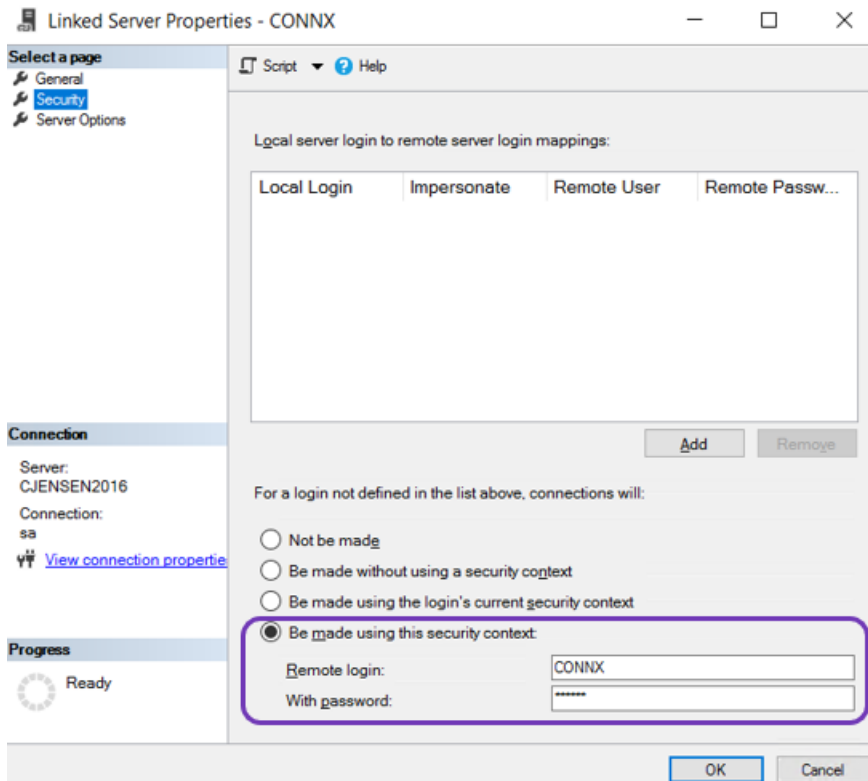 Linked Server Properties - CONNX
Select a page
General
Security
Server Options
Script Help
Local server login to remote server login mappings:
Local Login Impersonate Remote User Remote Passw...
Add Remove
Connection
Server:
CJENSEN2016
Connection:
sa
View connection propertie
For a login not defined in the list above, connections will:
Not be made
Be made without using a security context
Be made using the login's current security context
Be made using this security context:
Remote login: CONNX
With password: ******
Progress
Ready
OK Cancel